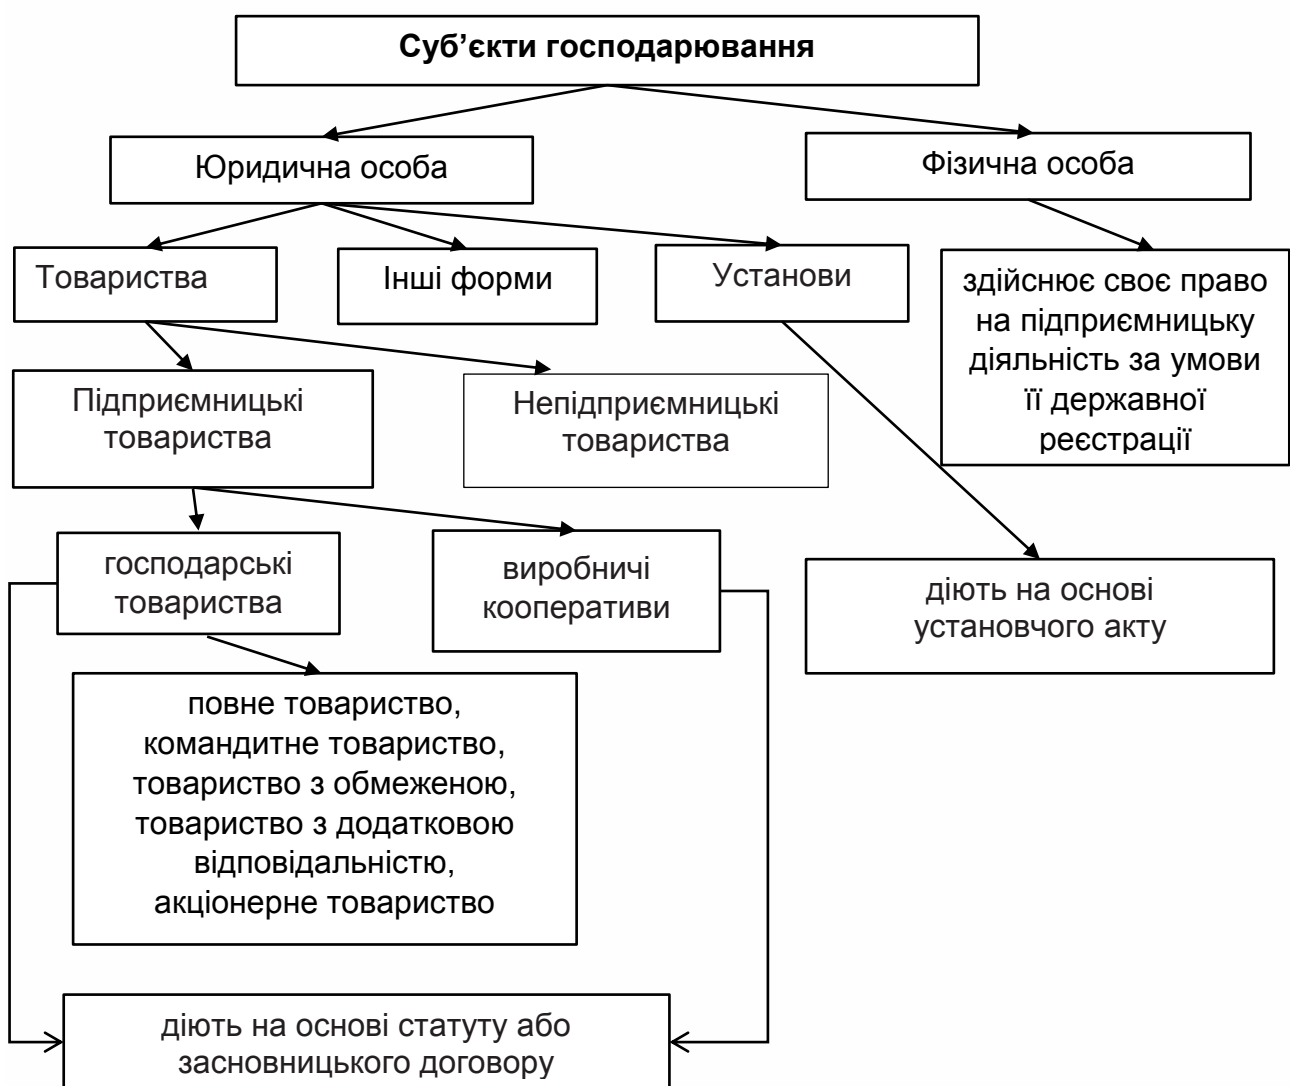 Суб’єкти господарювання
Юридична особа
Фізична особа
Товариства
Інші форми
Установи
здійснює своє право
на підприємницьку
діяльність за умови
її державної
реєстрації
Підприємницькі
товариства
Непідприємницькі
товариства
господарські
товариства
виробничі
кооперативи
діють на основі
установчого акту
повне товариство,
командитне товариство,
товариство з обмеженою,
товариство з додатковою
відповідальністю,
акціонерне товариство
діють на основі статуту або
засновницького договору